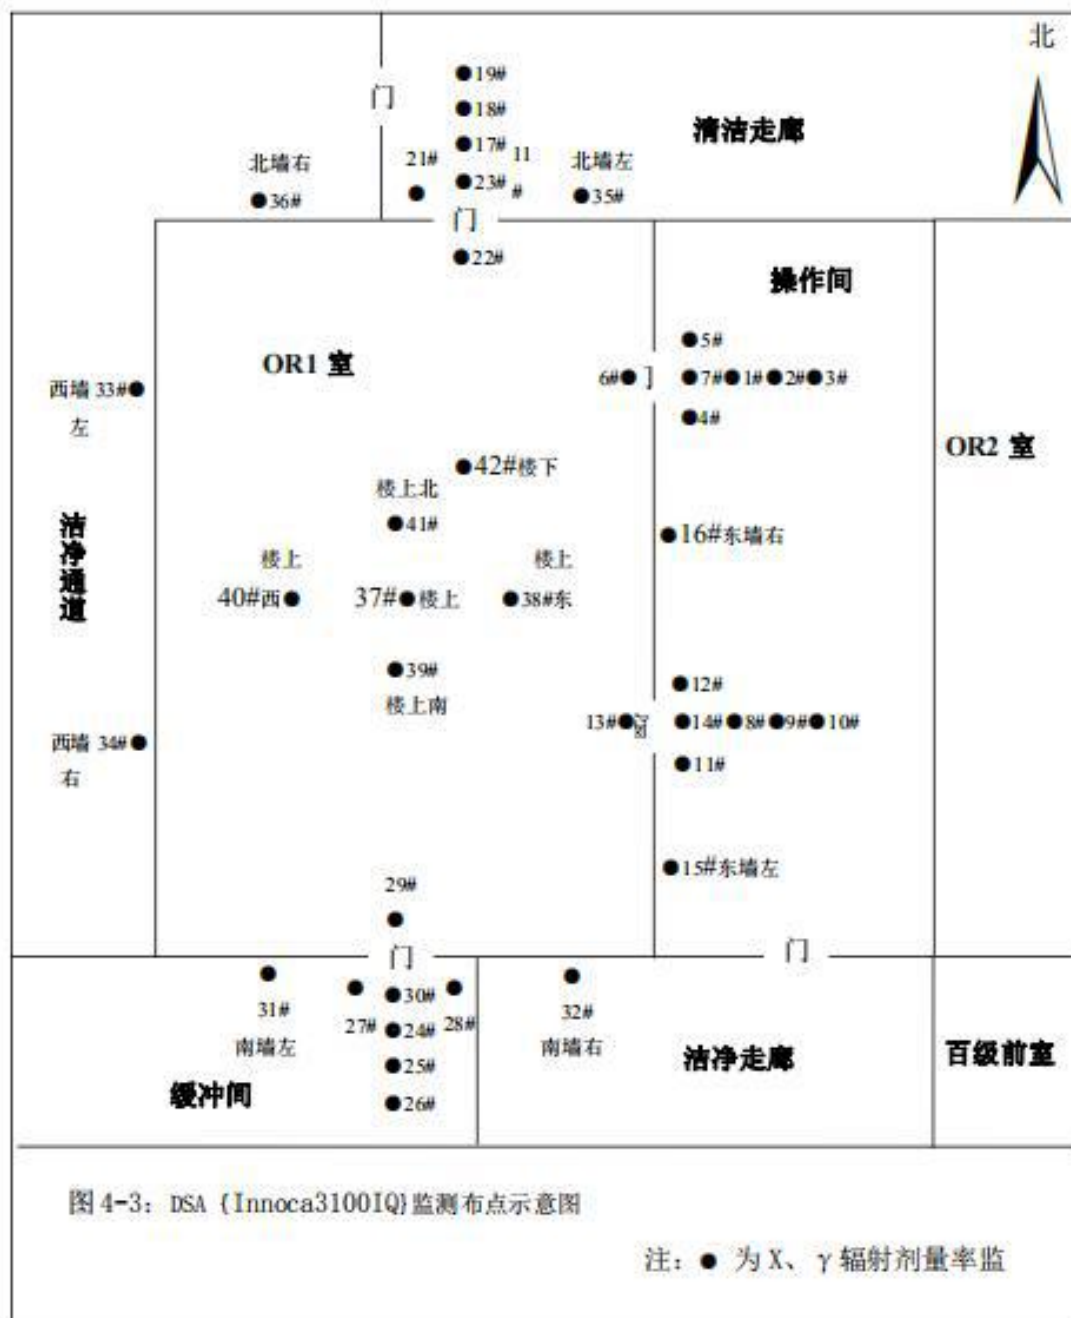 北
19#
门
18#
清洁走廊
17#
11
#
21#
北墙右
北墙左
23#
36#
35#
门
22#
操作间
5#
OR1 室
6#
门
7#
1#
2#
3#
西墙 33#
左
4#
OR2 室
42#楼下
楼上北
41#
16#东墙右
洁净通道
楼上
40#西
37#
楼上
楼上
38#东
39#
楼上南
12#
13#
窗
14#
8#
9#
10#
西墙 34#
右
11#
15#东墙左
29#
门
门
31#
南墙左
27#
30#
28#
24#
32#
南墙右
25#
洁净走廊
百级前室
缓冲间
26#
图 4-3: DSA {Innoca3100IQ}监测布点示意图
注: ● 为 X、γ 辐射剂量率监